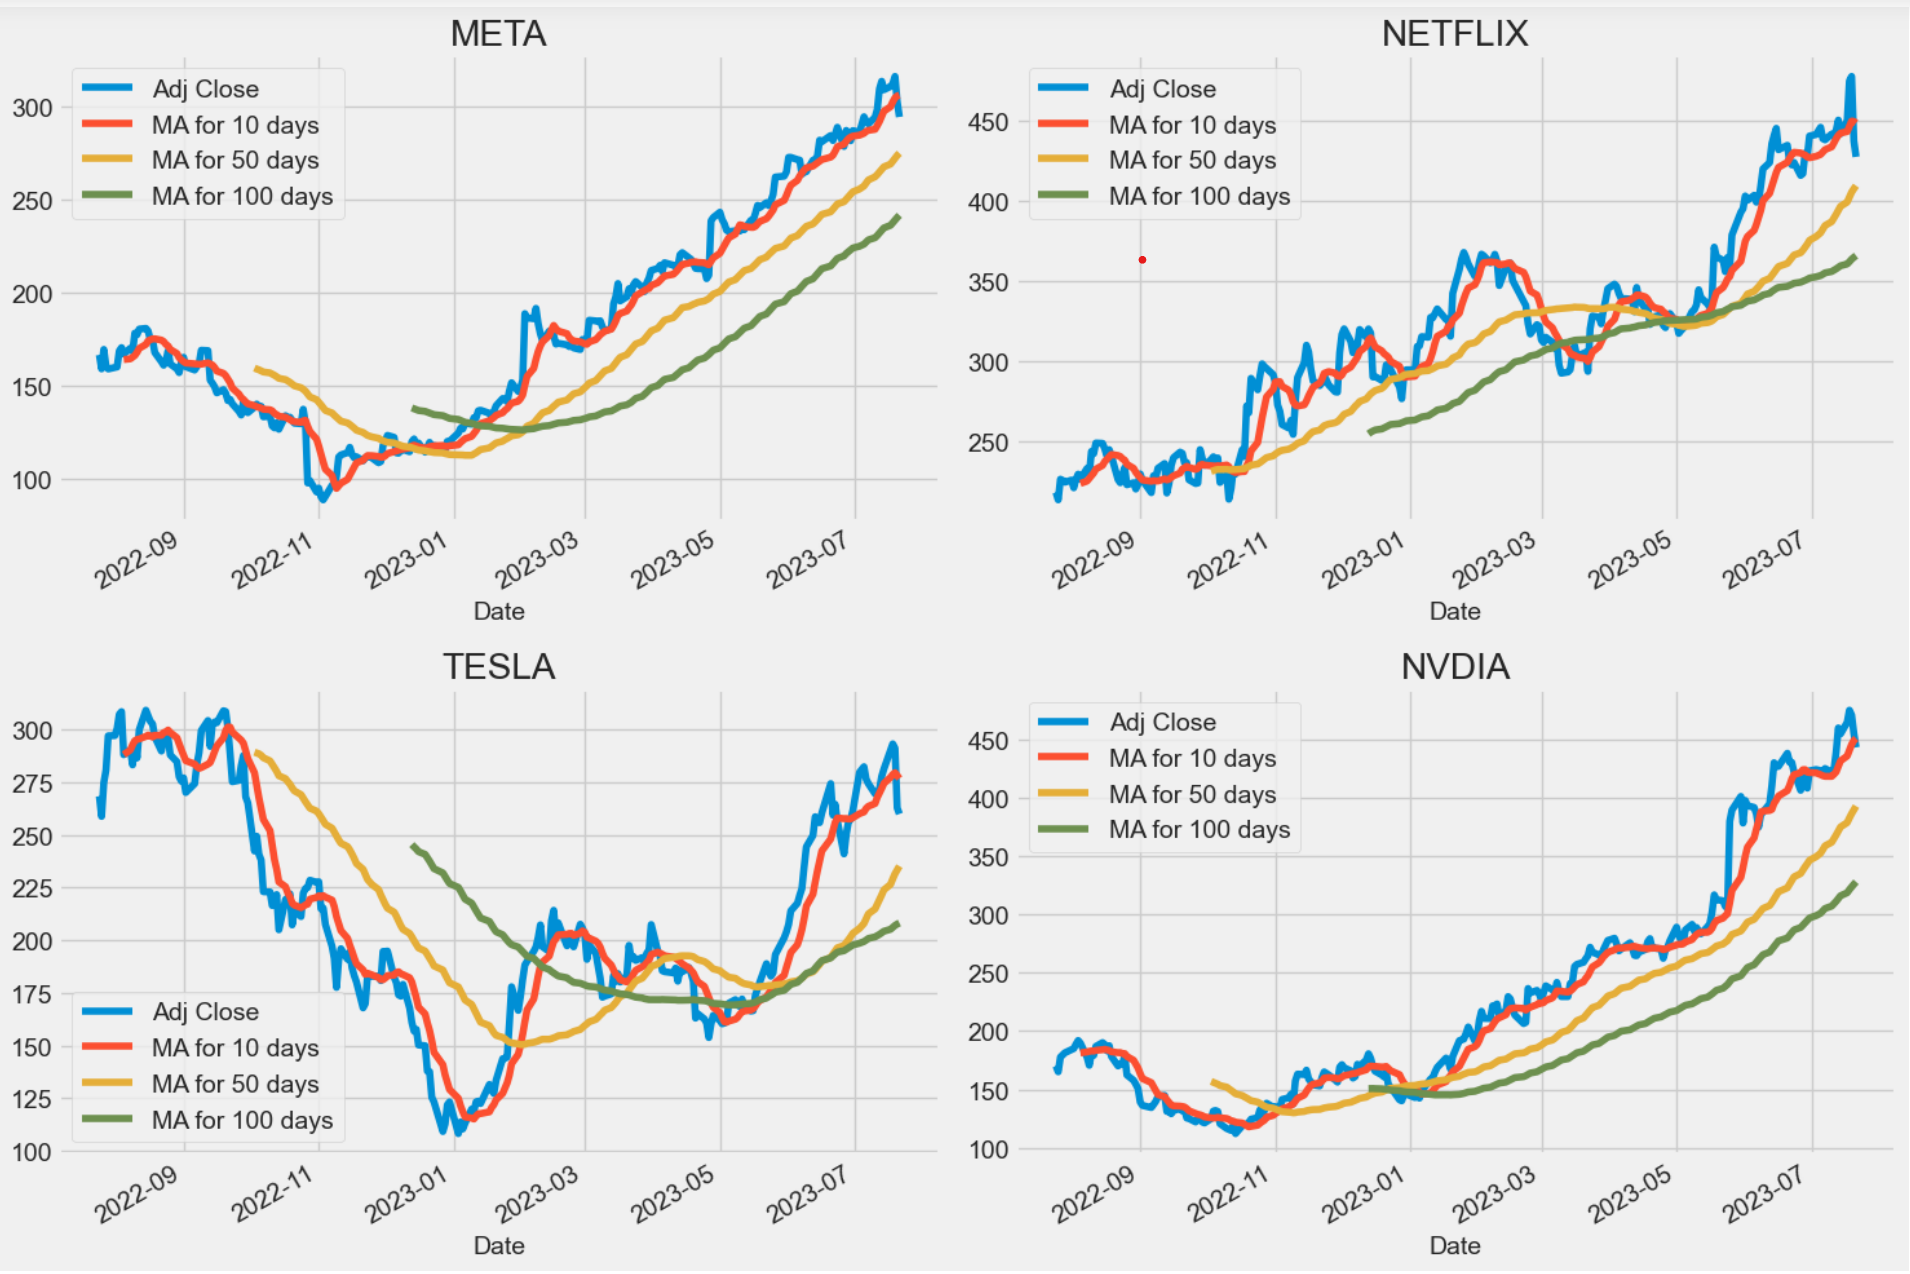 META
Adj Close
MA for 10 days
MA for 50 days
MA for 100 days
300
250
200
150
100
2022-09
2022-11
2023-01
2023-03
2023-05
2023-07
Date
NETFLIX
Adj Close
MA for 10 days
MA for 50 days
MA for 100 days
450
400
350
300
250
2022-09
2022-11
2023-01
2023-03
2023-05
2023-07
Date
TESLA
300
275
250
225
200
175
150
125
100
Adj Close
MA for 10 days
MA for 50 days
MA for 100 days
2022-09
2022-11
2023-01
2023-03
2023-05
2023-07
Date
NVDIA
Adj Close
MA for 10 days
MA for 50 days
MA for 100 days
450
400
350
300
250
200
150
100
2022-09
2022-11
2023-01
2023-03
2023-05
2023-07
Date